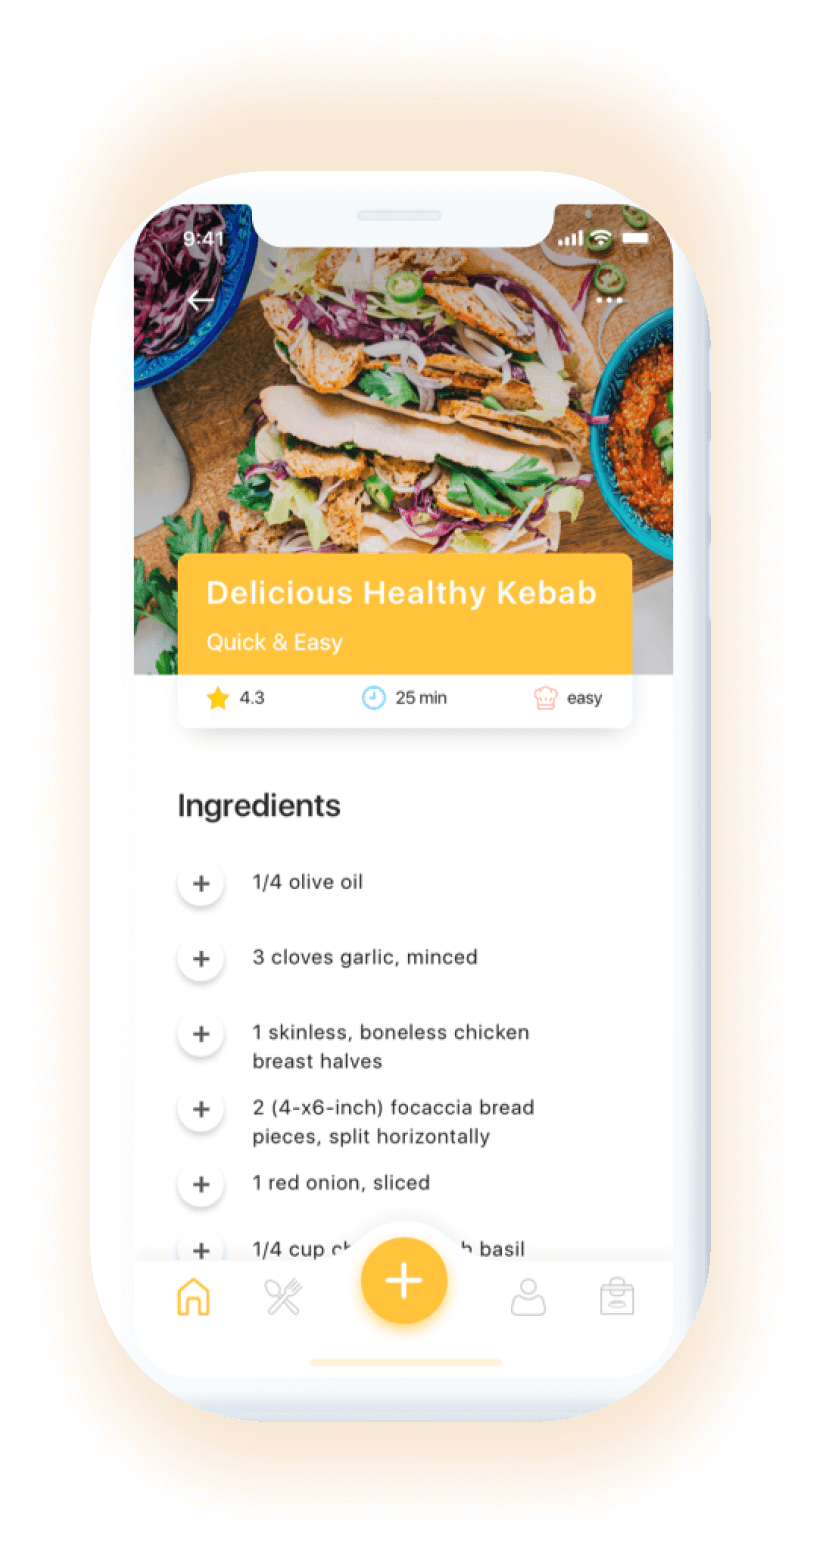 9:41
Delicious Healthy Kebab
Quick & Easy
4.3
25 min
easy
Ingredients
1/4 olive oil
3 cloves garlic, minced
1 skinless, boneless chicken
breast halves
2 (4-x6-inch) focaccia bread
pieces, split horizontally
1 red onion, sliced
1/4 cup basil